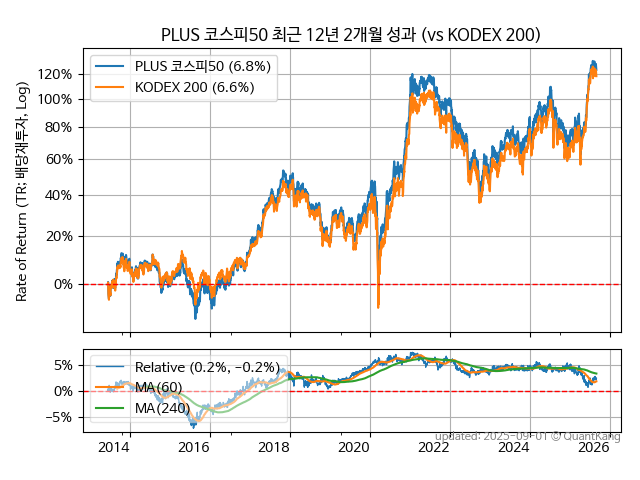 PLUS 코스피50 최근 12년 2개월 성과 (vs KODEX 200)
Rate of Return (TR: 배당재투자, Log)
120%
100%
80%
60%
40%
20%
0%
PLUS 코스피50 (6.8%)
KODEX 200 (6.6%)
5%
0%
−5%
Relative (0.2%, −0.2%)
MA(60)
MA(240)
updated: 2025-09-01 © QuantKang
2014 2016 2018 2020 2022 2024 2026